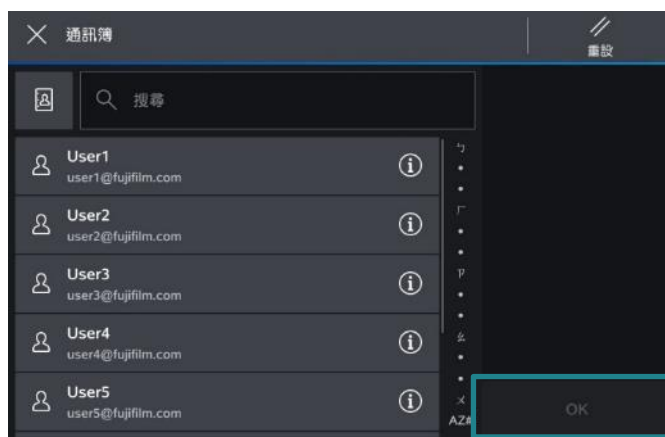 通訊簿
重設
搜尋
User1
user1@fujifilm.com
User2
user2@fujifilm.com
User3
user3@fujifilm.com
User4
user4@fujifilm.com
User5
user5@fujifilm.com
ㄅ
ㄏ
ㄗ
ㄠ
ㄨ
AZ#
OK